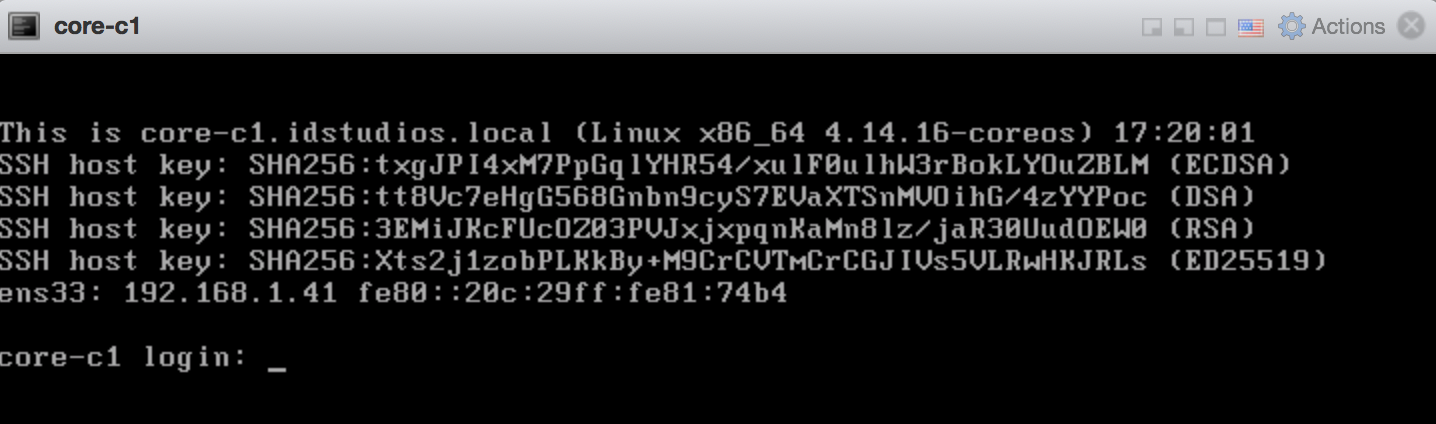 core-c1
Actions
This is core-c1.idstudios.local (Linux x86_64 4.14.16-coreos) 17:20:01
SSH host key: SHA256:txgJPI4xM7PpGqlYHR54/xulF0ulhW3rBokLYOuZBLM (ECDSA)
SSH host key: SHA256:tt8Vc7eHgG568Gnbn9cyS7EVaXTSnMVOihG/4zYYPoc (DSA)
SSH host key: SHA256:3EMiJKcFUcOZ03PVJxjxpqnKaMn8lz/jaR30UudOEW0 (RSA)
SSH host key: SHA256:Xts2j1zobPLKkBy+M9CrCVTMCrCGJIVs5VLRwHKJRLs (ED25519)
ens33: 192.168.1.41 fe80::20c:29ff:fe81:74b4
core-c1 login: _